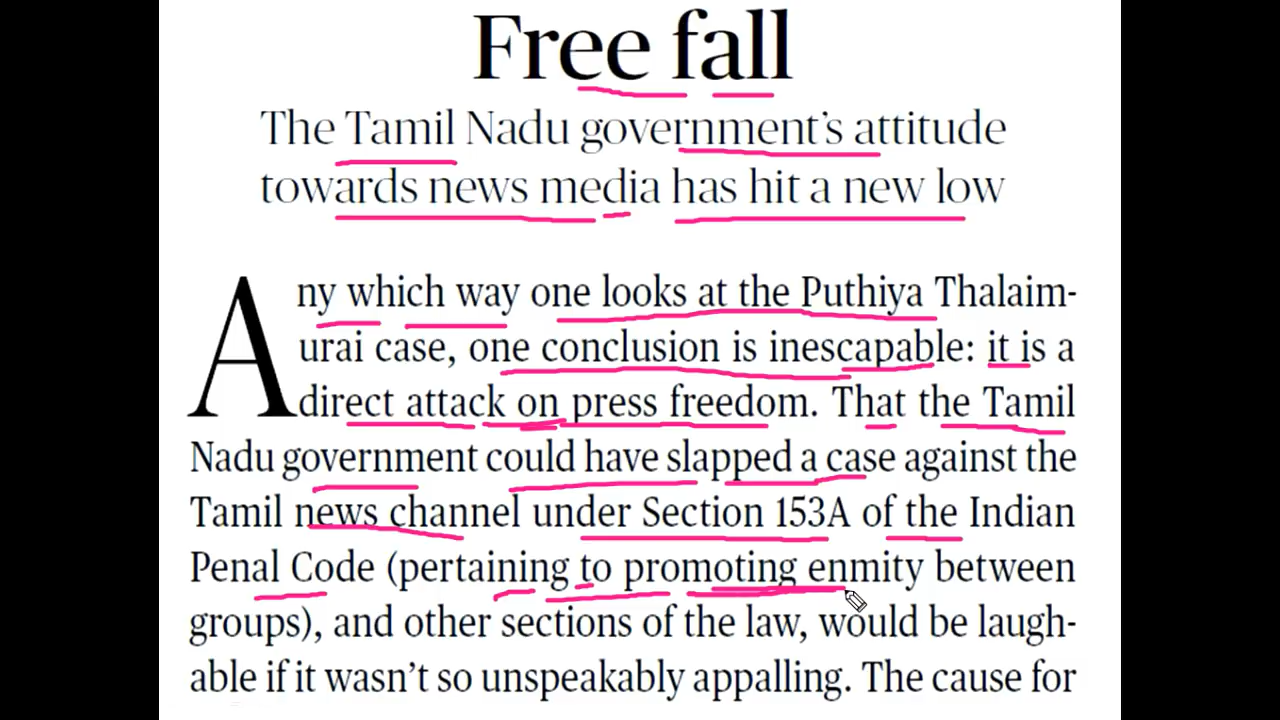 Free fall
The Tamil Nadu government’s attitude
towards news media has hit a new low
Any which way one looks at the Puthiya Thalaim-
urai case, one conclusion is inescapable: it is a
direct attack on press freedom. That the Tamil
Nadu government could have slapped a case against the
Tamil news channel under Section 153A of the Indian
Penal Code (pertaining to promoting enmity between
groups), and other sections of the law, would be laugh-
able if it wasn’t so unspeakably appalling. The cause for